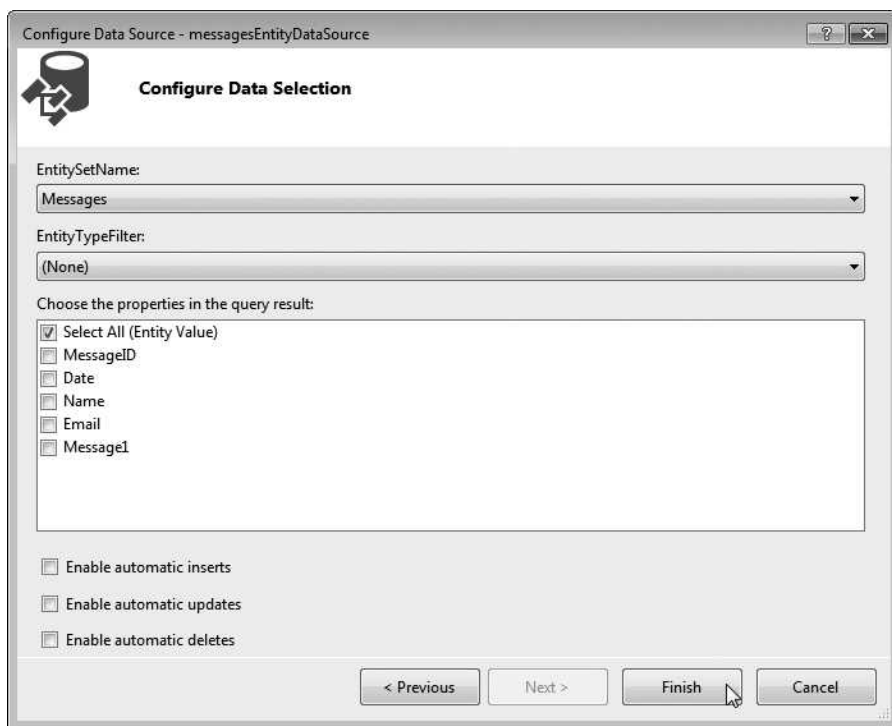 Configure Data Source - messagesEntityDataSource
Configure Data Selection
EntitySetName:
Messages
EntityTypeFilter:
(None)
Choose the properties in the query result:
Select All (Entity Value)
MessageID
Date
Name
Email
Message1
Enable automatic inserts
Enable automatic updates
Enable automatic deletes
< Previous Next > Finish Cancel